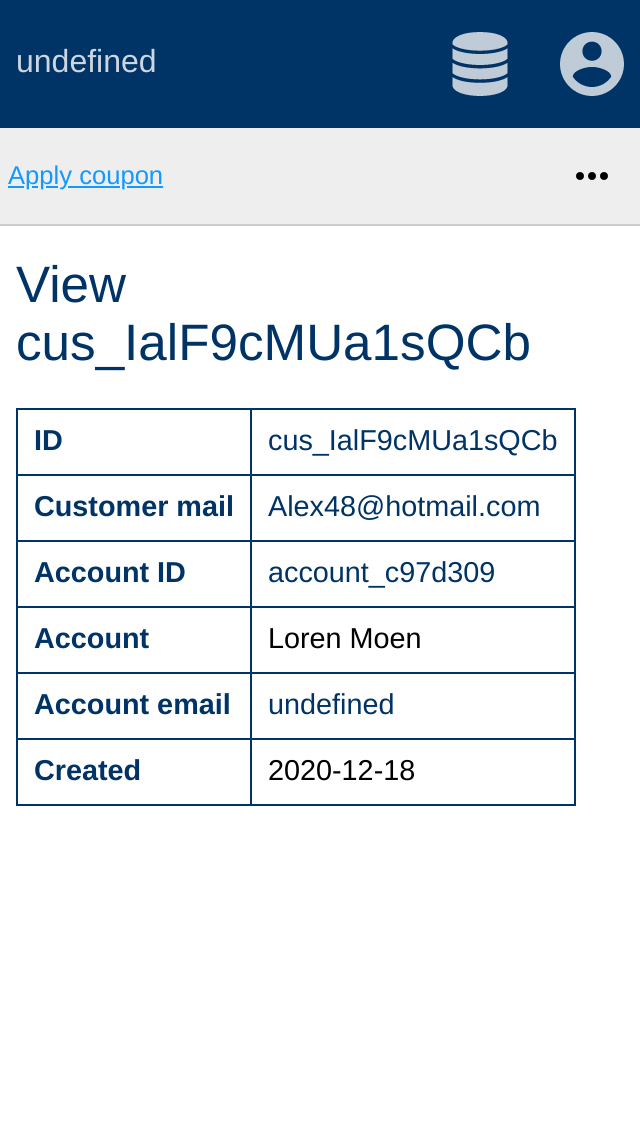 undefined
Apply coupon
View
cus_IalF9cMUa1sQCb
ID cus_IalF9cMUa1sQCb
Customer mail Alex48@hotmail.com
Account ID account_c97d309
Account Loren Moen
Account email undefined
Created 2020-12-18